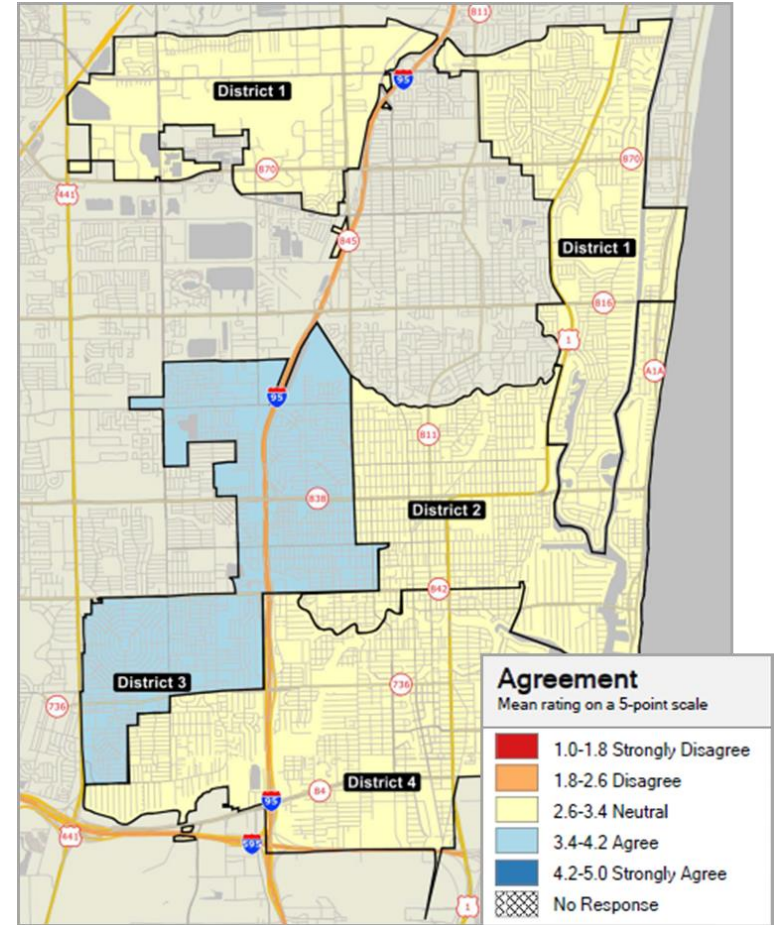 811
District 1
95
870
441
870
845
District 1
816
1
A1A
95
811
838
District 2
842
District 3
736
736
District 4
84
95
441
595
1
Agreement
Mean rating on a 5-point scale
1.0-1.8 Strongly Disagree
1.8-2.6 Disagree
2.6-3.4 Neutral
3.4-4.2 Agree
4.2-5.0 Strongly Agree
No Response